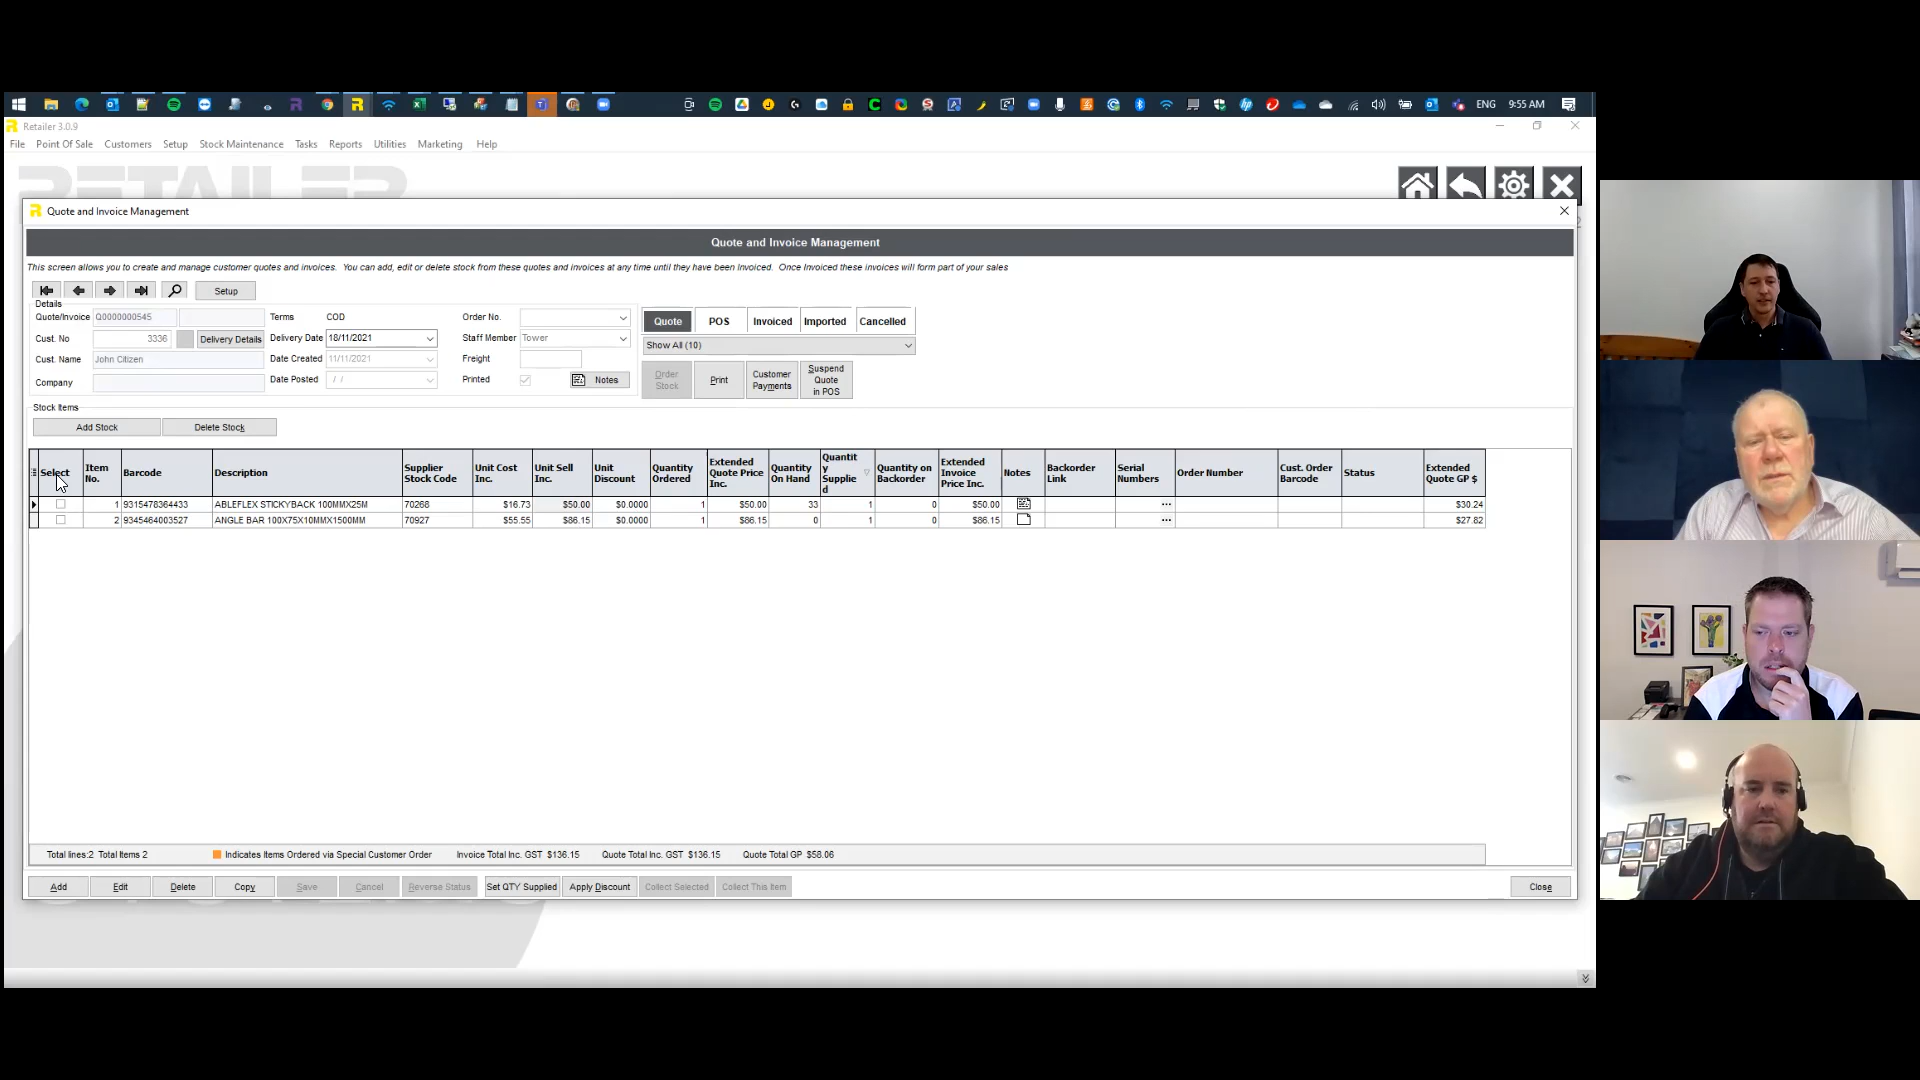 ENG 9:55 AM
Retailer 3.0.9
File Point Of Sale Customers Setup Stock Maintenance Tasks Reports Utilities Marketing Help
RETAILER
Quote and Invoice Management
Quote and Invoice Management
This screen allows you to create and manage customer quotes and invoices. You can add, edit or delete stock from these quotes and invoices at any time until they have been Invoiced. Once Invoiced these invoices will form part of your sales
Setup
Details
Quote/Invoice Q0000000545 Terms COD Order No.
Quote POS Invoiced Imported Cancelled
Cust. No 3336 Delivery Details Delivery Date 18/11/2021 Staff Member Tower
Show All (10)
Cust. Name John Citizen Date Created 11/11/2021 Freight
Company Date Posted / / Printed Notes
Order Stock Print Customer Payments Suspend Quote in POS
Stock Items
Add Stock Delete Stock
Select Item No. Barcode Description Supplier Stock Code Unit Cost Inc. Unit Sell Inc. Unit Discount Quantity Ordered Extended Quote Price Inc. Quantity On Hand Quantity Supplied Quantity on Backorder Extended Invoice Price Inc. Notes Backorder Link Serial Numbers Order Number Cust. Order Barcode Status Extended Quote GP $
1 9315478364433 ABLEFLEX STICKYBACK 100MMX25M 70268 $16.73 $50.00 $0.0000 1 $50.00 33 1 0 $50.00 ... $30.24
2 9345464003527 ANGLE BAR 100X75X10MMX1500MM 70927 $55.55 $86.15 $0.0000 1 $86.15 0 1 0 $86.15 ... $27.82
Total lines:2 Total Items 2 Indicates Items Ordered via Special Customer Order Invoice Total Inc. GST $136.15 Quote Total Inc. GST $136.15 Quote Total GP $58.06
Add Edit Delete Copy Save Cancel Reverse Status Set QTY Supplied Apply Discount Collect Selected Collect This Item Close